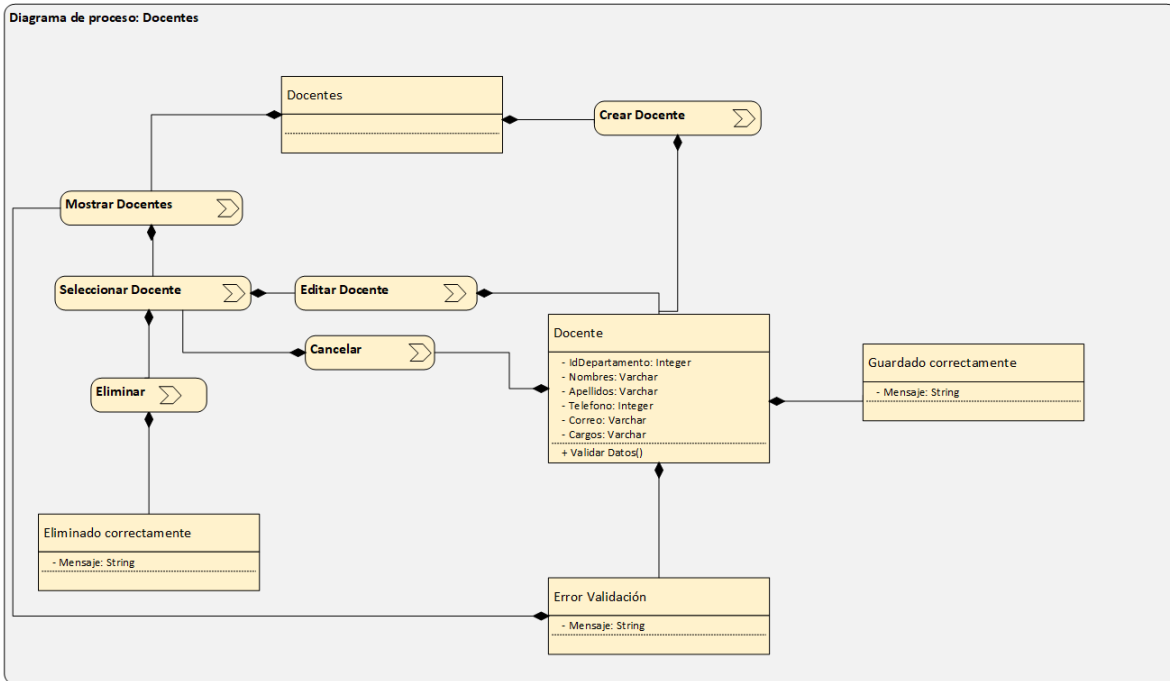 Diagrama de proceso: Docentes
Docentes
Crear Docente
Mostrar Docentes
Seleccionar Docente
Editar Docente
Cancelar
Eliminar
Docente
- IdDepartamento: Integer
- Nombres: Varchar
- Apellidos: Varchar
- Telefono: Integer
- Correo: Varchar
- Cargos: Varchar
+ Validar Datos()
Guardado correctamente
- Mensaje: String
Eliminado correctamente
- Mensaje: String
Error Validación
- Mensaje: String